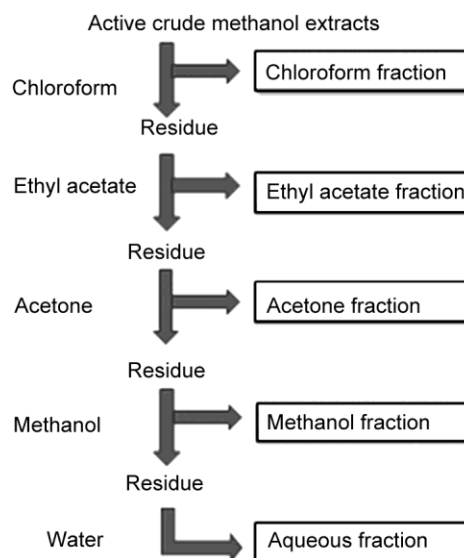 Active crude methanol extracts
Chloroform
Chloroform fraction
Residue
Ethyl acetate
Ethyl acetate fraction
Residue
Acetone
Acetone fraction
Residue
Methanol
Methanol fraction
Residue
Water
Aqueous fraction